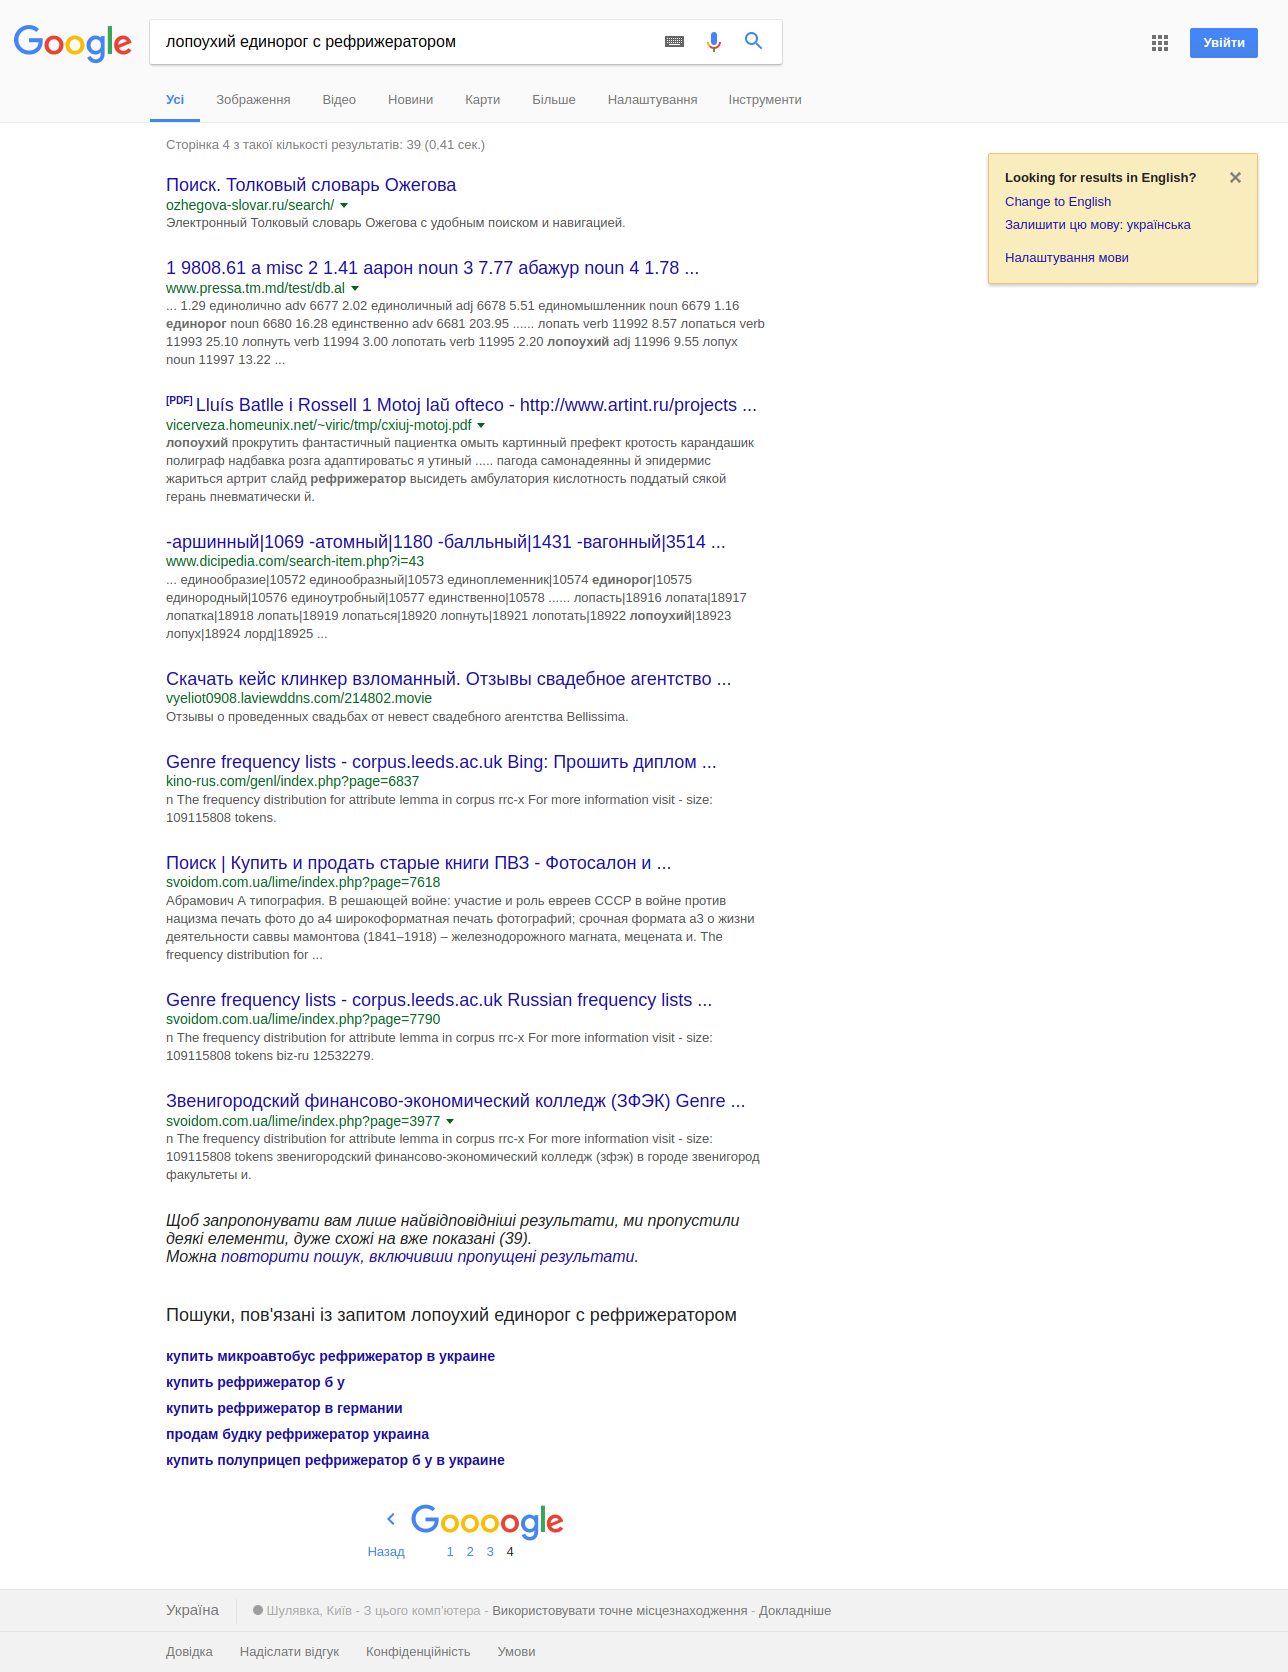 Google
лопоухий единорог с рефрижератором
Увійти
Усі Зображення Відео Новини Карти Більше Налаштування Інструменти
Сторінка 4 з такої кількості результатів: 39 (0,41 сек.)
Looking for results in English?
Change to English
Залишити цю мову: українська
Налаштування мови
Поиск. Толковый словарь Ожегова
ozhegova-slovar.ru/search/
Электронный Толковый словарь Ожегова с удобным поиском и навигацией.
1 9808.61 а misc 2 1.41 аарон noun 3 7.77 абажур noun 4 1.78 ...
www.pressa.tm.md/test/db.al
... 1.29 единолично adv 6677 2.02 единоличный adj 6678 5.51 единомышленник noun 6679 1.16
единорог noun 6680 16.28 единственно adv 6681 203.95 ...... лопать verb 11992 8.57 лопаться verb
11993 25.10 лопнуть verb 11994 3.00 лопотать verb 11995 2.20 лопоухий adj 11996 9.55 лопух
noun 11997 13.22 ...
[PDF] Lluís Batlle i Rossell 1 Motoj laŭ ofteco - http://www.artint.ru/projects ...
vicerveza.homeunix.net/~viric/tmp/cxiuj-motoj.pdf
лопоухий прокрутить фантастичный пациентка омыть картинный префект кротость карандашик
полиграф надбавка розга адаптироватьс я утиный ..... пагода самонадеянны й эпидермис
жариться артрит слайд рефрижератор высидеть амбулатория кислотность поддатый сякой
герань пневматически й.
-аршинный|1069 -атомный|1180 -балльный|1431 -вагонный|3514 ...
www.dicipedia.com/search-item.php?i=43
... единообразие|10572 единообразный|10573 единоплеменник|10574 единорог|10575
единородный|10576 единоутробный|10577 единственно|10578 ...... лопасть|18916 лопата|18917
лопатка|18918 лопать|18919 лопаться|18920 лопнуть|18921 лопотать|18922 лопоухий|18923
лопух|18924 лорд|18925 ...
Скачать кейс клинкер взломанный. Отзывы свадебное агентство ...
vyeliot0908.laviewddns.com/214802.movie
Отзывы о проведенных свадьбах от невест свадебного агентства Bellissima.
Genre frequency lists - corpus.leeds.ac.uk Bing: Прошить диплом ...
kino-rus.com/genl/index.php?page=6837
n The frequency distribution for attribute lemma in corpus rrc-x For more information visit - size:
109115808 tokens.
Поиск | Купить и продать старые книги ПВЗ - Фотосалон и ...
svoidom.com.ua/lime/index.php?page=7618
Абрамович А типография. В решающей войне: участие и роль евреев СССР в войне против
нацизма печать фото до а4 широкоформатная печать фотографий; срочная формата а3 о жизни
деятельности саввы мамонтова (1841–1918) – железнодорожного магната, мецената и. The
frequency distribution for ...
Genre frequency lists - corpus.leeds.ac.uk Russian frequency lists ...
svoidom.com.ua/lime/index.php?page=7790
n The frequency distribution for attribute lemma in corpus rrc-x For more information visit - size:
109115808 tokens biz-ru 12532279.
Звенигородский финансово-экономический колледж (ЗФЭК) Genre ...
svoidom.com.ua/lime/index.php?page=3977
n The frequency distribution for attribute lemma in corpus rrc-x For more information visit - size:
109115808 tokens звенигородский финансово-экономический колледж (зфэк) в городе звенигород
факультеты и.
Щоб запропонувати вам лише найвідповідніші результати, ми пропустили
деякі елементи, дуже схожі на вже показані (39).
Можна повторити пошук, включивши пропущені результати.
Пошуки, пов'язані із запитом лопоухий единорог с рефрижератором
купить микроавтобус рефрижератор в украине
купить рефрижератор б у
купить рефрижератор в германии
продам будку рефрижератор украина
купить полуприцеп рефрижератор б у в украине
Goooogle
Назад 1 2 3 4
Україна Шулявка, Київ - З цього комп'ютера - Використовувати точне місцезнаходження - Докладніше
Довідка Надіслати відгук Конфіденційність Умови